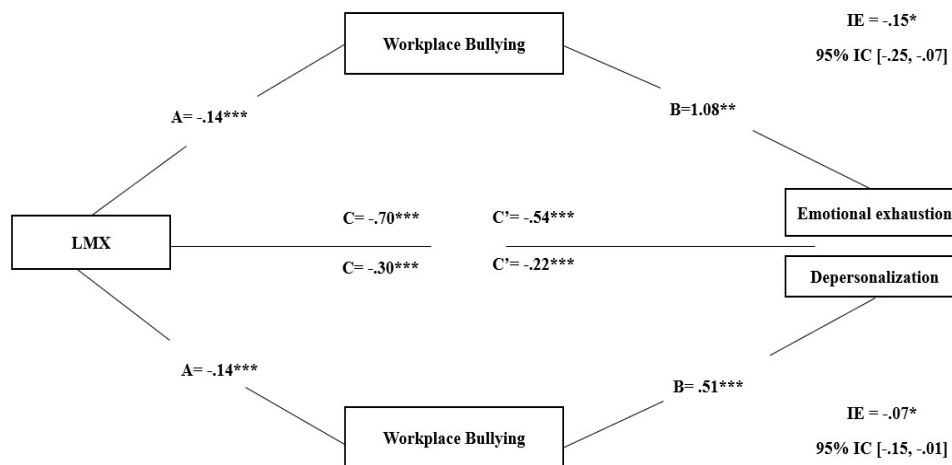 IE = -.15*
Workplace Bullying
95% IC [-.25, -.07]
A= -.14***
B=1.08**
C= -.70***
C’= -.54***
Emotional exhaustion
LMX
C= -.30***
C’= -.22***
Depersonalization
A= -.14***
B= .51***
IE = -.07*
Workplace Bullying
95% IC [-.15, -.01]